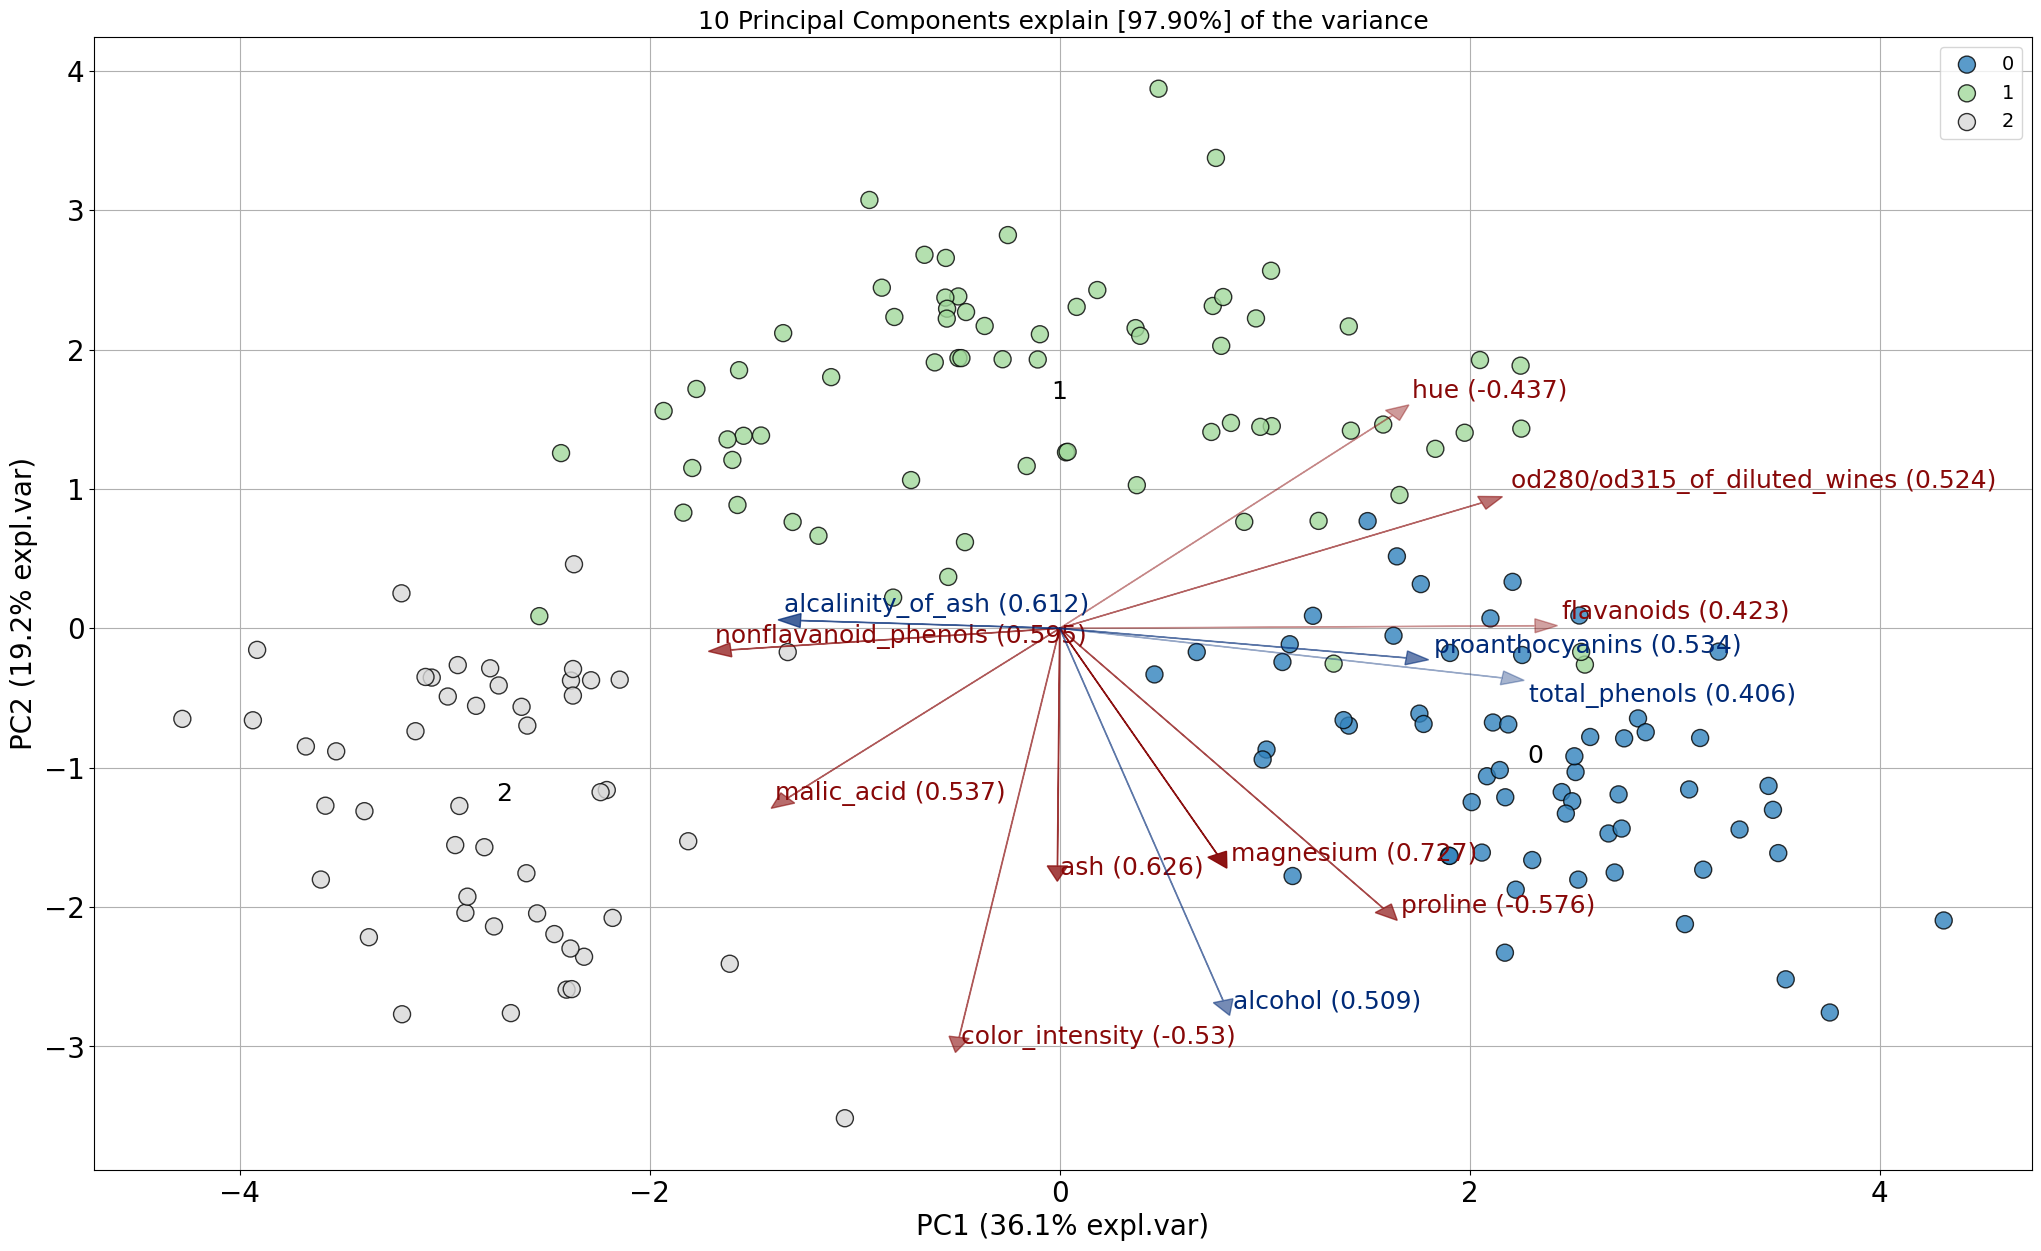 10 Principal Components explain [97.90%] of the variance
0
1
2
4
3
2
1
0
−1
−2
−3
PC2 (19.2% expl.var)
1
hue (-0.437)
od280/od315_of_diluted_wines (0.524)
alcalinity_of_ash (0.612)
flavanoids (0.423)
nonflavanoid_phenols (0.595)
proanthocyanins (0.534)
total_phenols (0.406)
0
2
malic_acid (0.537)
magnesium (0.727)
ash (0.626)
proline (-0.576)
alcohol (0.509)
color_intensity (-0.53)
−4
−2
0
2
4
PC1 (36.1% expl.var)